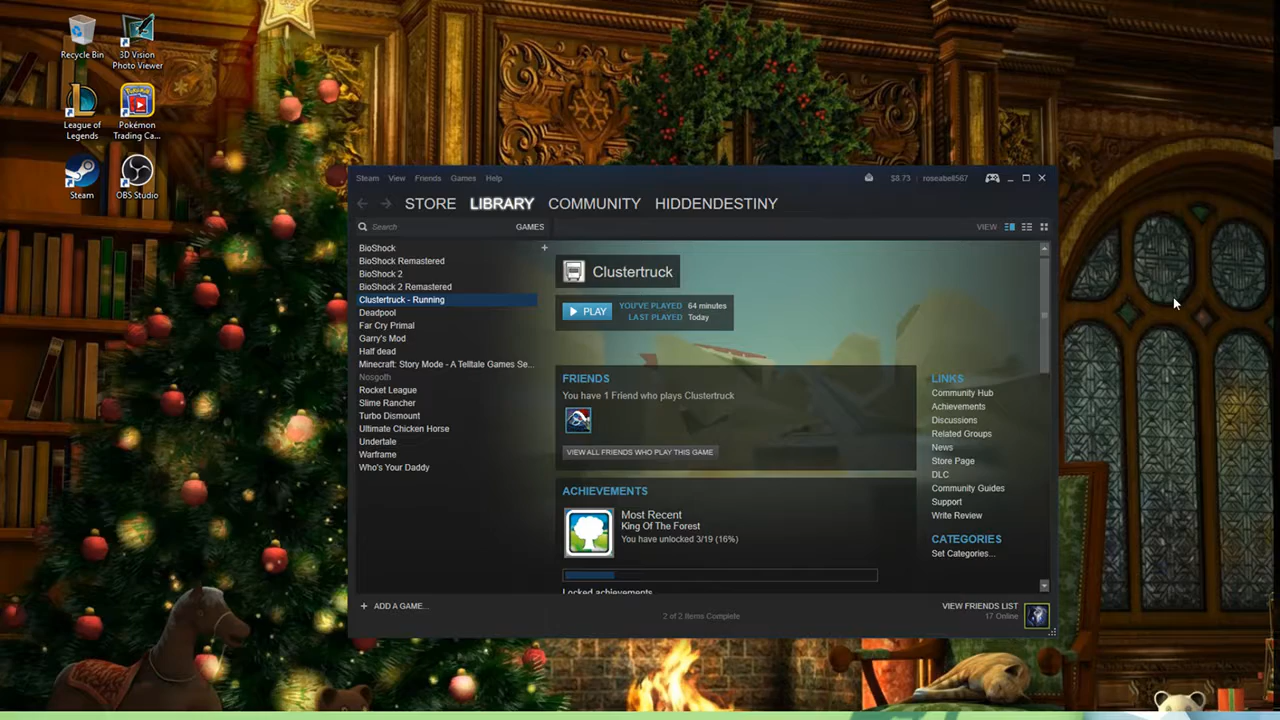 Recycle Bin
3D Vision
Photo Viewer
League of
Legends
Pokémon
Trading Ca...
Steam
OBS Studio
Steam View Friends Games Help
$8.73 roseabell567
STORE LIBRARY COMMUNITY HIDDENDESTINY
Search GAMES
VIEW
BioShock
BioShock Remastered
BioShock 2
BioShock 2 Remastered
Clustertruck - Running
Deadpool
Far Cry Primal
Garry's Mod
Half dead
Minecraft: Story Mode - A Telltale Games Se...
Nosgoth
Rocket League
Slime Rancher
Turbo Dismount
Ultimate Chicken Horse
Undertale
Warframe
Who's Your Daddy
Clustertruck
PLAY
YOU'VE PLAYED 64 minutes
LAST PLAYED Today
FRIENDS
You have 1 Friend who plays Clustertruck
VIEW ALL FRIENDS WHO PLAY THIS GAME
ACHIEVEMENTS
Most Recent
King Of The Forest
You have unlocked 3/19 (16%)
Locked achievements
LINKS
Community Hub
Achievements
Discussions
Related Groups
News
Store Page
DLC
Community Guides
Support
Write Review
CATEGORIES
Set Categories...
+ ADD A GAME...
2 of 2 Items Complete
VIEW FRIENDS LIST
17 Online